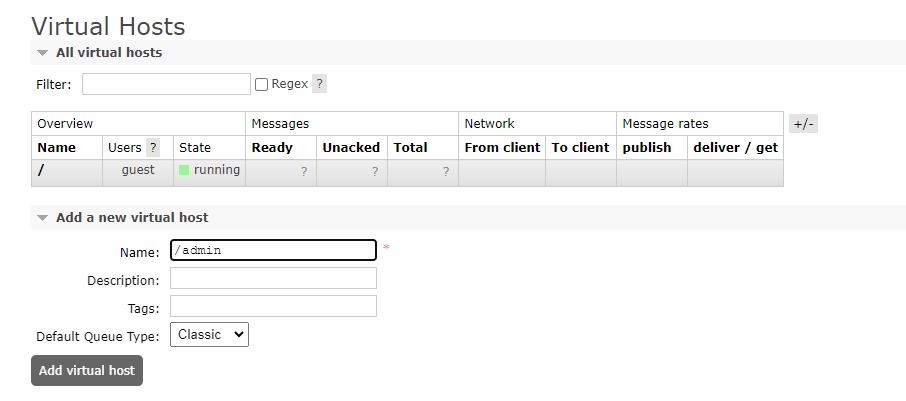 Virtual Hosts
All virtual hosts
Filter: Regex ?
Overview Messages Network Message rates +/-
Name Users ? State Ready Unacked Total From client To client publish deliver / get
/ guest running ? ? ?
Add a new virtual host
Name: /admin *
Description:
Tags:
Default Queue Type: Classic
Add virtual host